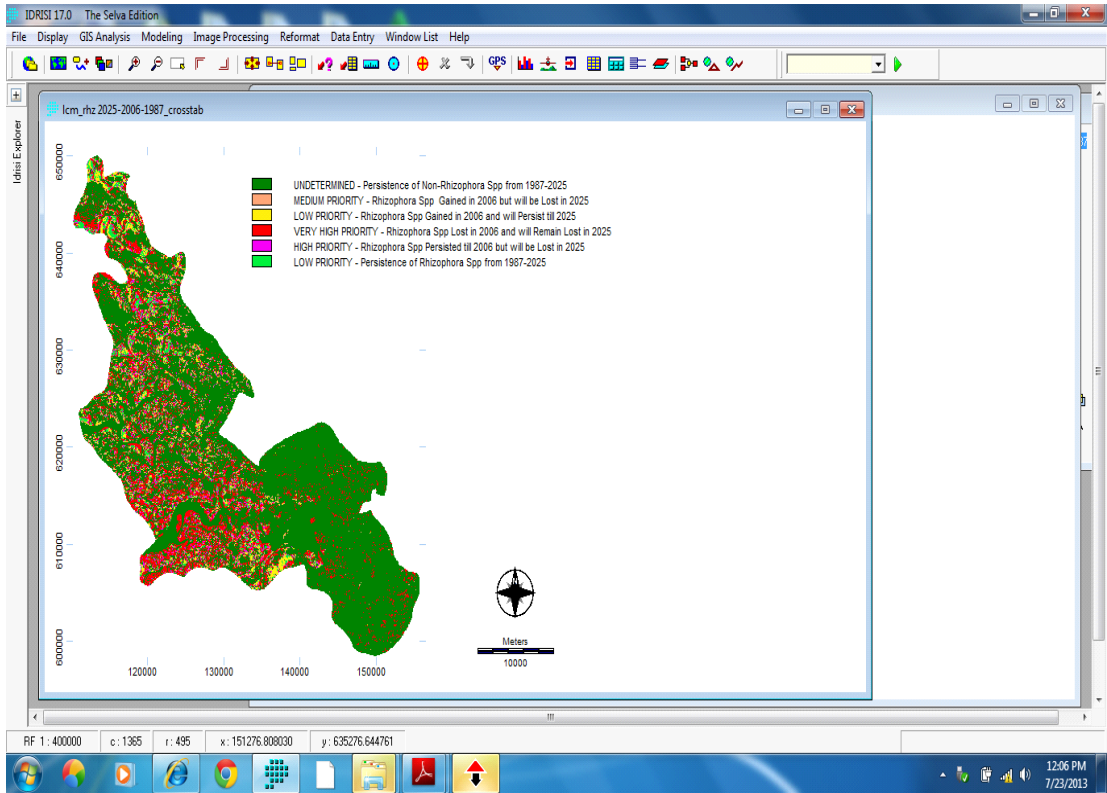 IDRISI 17.0 The Selva Edition
File Display GIS Analysis Modeling Image Processing Reformat Data Entry Window List Help
GPS
Idrisi Explorer
lcm_rhz 2025-2006-1987_crosstab
UNDETERMINED - Persistence of Non-Rhizophora Spp from 1987-2025
MEDIUM PRIORITY - Rhizophora Spp Gained in 2006 but will be Lost in 2025
LOW PRIORITY - Rhizophora Spp Gained in 2006 and will Persist till 2025
VERY HIGH PRIORITY - Rhizophora Spp Lost in 2006 and will Remain Lost in 2025
HIGH PRIORITY - Rhizophora Spp Persisted till 2006 but will be Lost in 2025
LOW PRIORITY - Persistence of Rhizophora Spp from 1987-2025
650000
640000
630000
620000
610000
600000
120000 130000 140000 150000
Meters
10000
RF 1 : 400000 c : 1365 r : 495 x : 151276.808030 y : 635276.644761
12:06 PM
7/23/2013